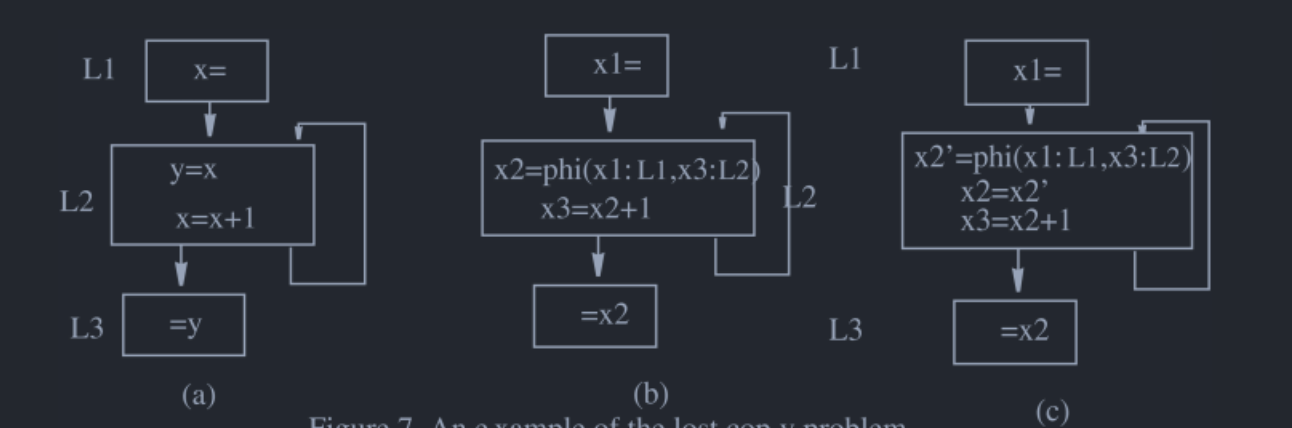 L1
x=
L2
y=x
x=x+1
L3
=y
(a)
x1=
x2=phi(x1:L1,x3:L2)
x3=x2+1
=x2
(b)
L1
x1=
L2
x2'=phi(x1:L1,x3:L2)
x2=x2'
x3=x2+1
L3
=x2
(c)
Figure 7. An example of the lost cop y problem